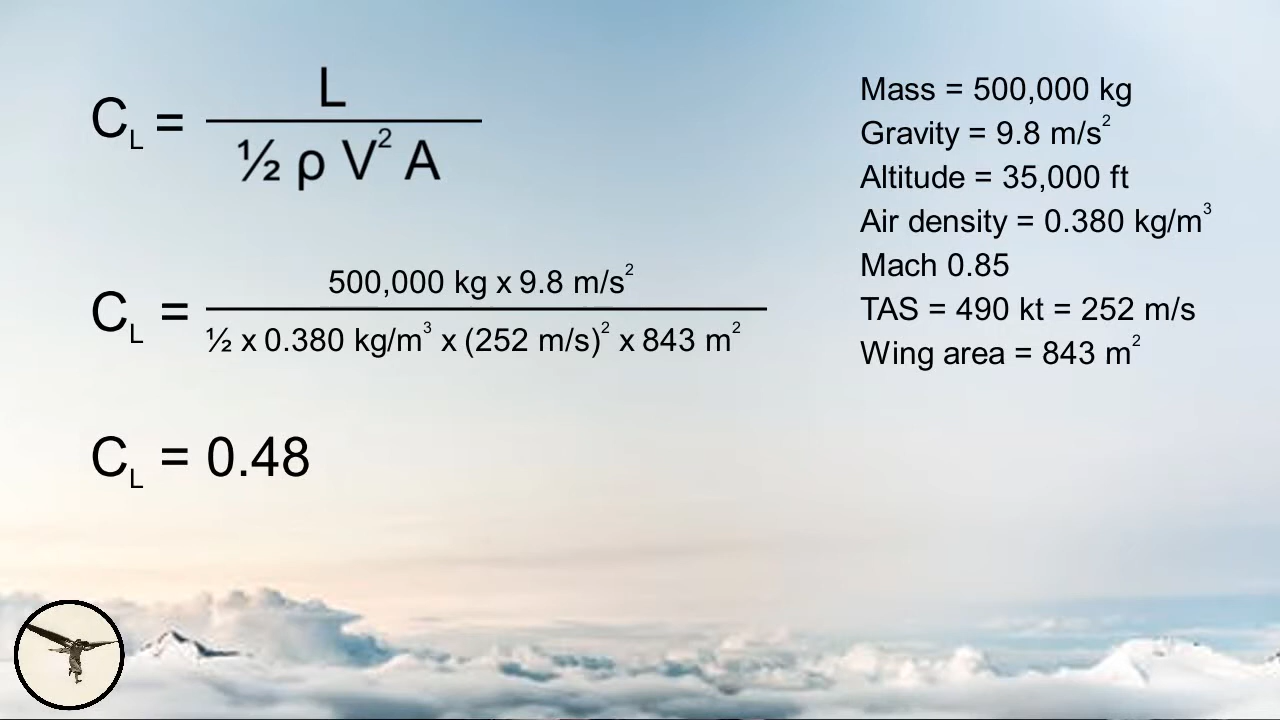 C_L = L / ½ ρ V² A
C_L = 500,000 kg x 9.8 m/s² / ½ x 0.380 kg/m³ x (252 m/s)² x 843 m²
C_L = 0.48
Mass = 500,000 kg
Gravity = 9.8 m/s²
Altitude = 35,000 ft
Air density = 0.380 kg/m³
Mach 0.85
TAS = 490 kt = 252 m/s
Wing area = 843 m²